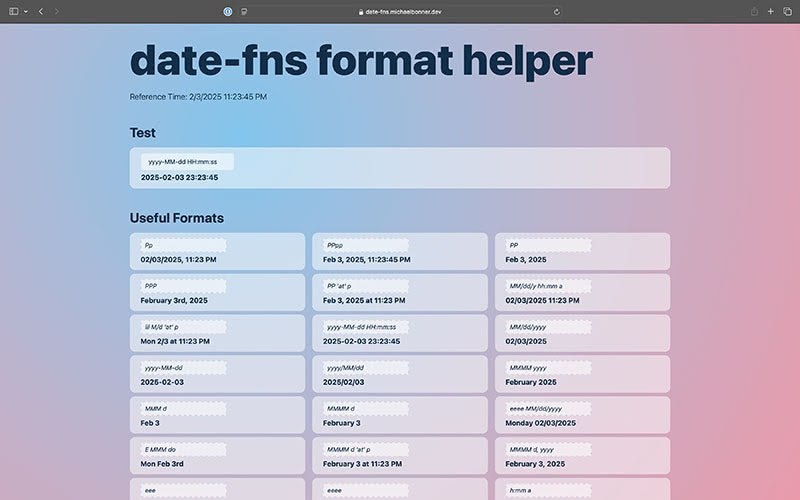 date-fns.michaelbonner.dev
date-fns format helper
Reference Time: 2/3/2025 11:23:45 PM
Test
yyyy-MM-dd HH:mm:ss
2025-02-03 23:23:45
Useful Formats
Pp
02/03/2025, 11:23 PM
PPpp
Feb 3, 2025, 11:23:45 PM
PP
Feb 3, 2025
PPP
February 3rd, 2025
PP 'at' p
Feb 3, 2025 at 11:23 PM
MM/dd/y hh:mm a
02/03/2025 11:23 PM
iii M/d 'at' p
Mon 2/3 at 11:23 PM
yyyy-MM-dd HH:mm:ss
2025-02-03 23:23:45
MM/dd/yyyy
02/03/2025
yyyy-MM-dd
2025-02-03
yyyy/MM/dd
2025/02/03
MMMM yyyy
February 2025
MMM d
Feb 3
MMMM d
February 3
eeee MM/dd/yyyy
Monday 02/03/2025
E MMM do
Mon Feb 3rd
MMMM d 'at' p
February 3 at 11:23 PM
MMMM d, yyyy
February 3, 2025
eee
eeee
h:mm a